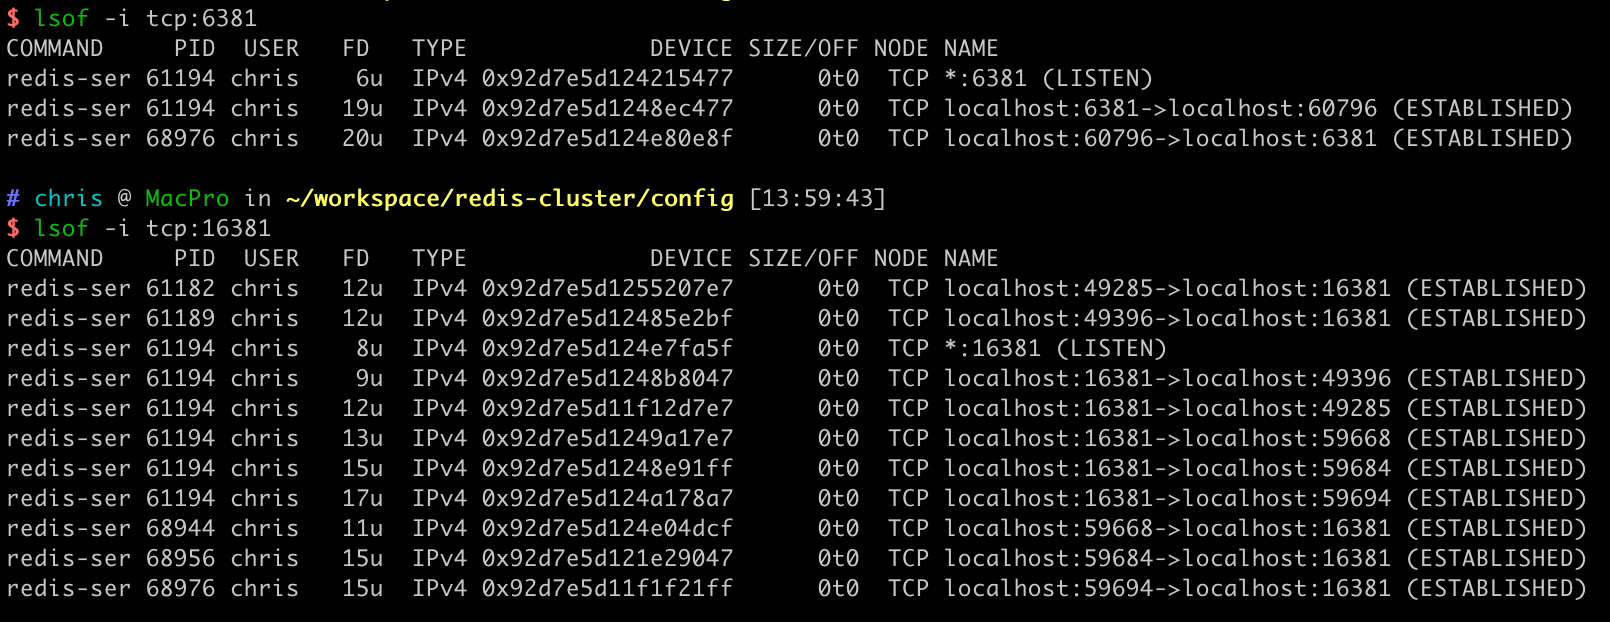 $ lsof -i tcp:6381
COMMAND     PID  USER   FD   TYPE             DEVICE SIZE/OFF NODE NAME
redis-ser 61194 chris    6u  IPv4 0x92d7e5d124215477      0t0  TCP *:6381 (LISTEN)
redis-ser 61194 chris   19u  IPv4 0x92d7e5d1248ec477      0t0  TCP localhost:6381->localhost:60796 (ESTABLISHED)
redis-ser 68976 chris   20u  IPv4 0x92d7e5d124e80e8f      0t0  TCP localhost:60796->localhost:6381 (ESTABLISHED)
# chris @ MacPro in ~/workspace/redis-cluster/config [13:59:43]
$ lsof -i tcp:16381
COMMAND     PID  USER   FD   TYPE             DEVICE SIZE/OFF NODE NAME
redis-ser 61182 chris   12u  IPv4 0x92d7e5d1255207e7      0t0  TCP localhost:49285->localhost:16381 (ESTABLISHED)
redis-ser 61189 chris   12u  IPv4 0x92d7e5d12485e2bf      0t0  TCP localhost:49396->localhost:16381 (ESTABLISHED)
redis-ser 61194 chris    8u  IPv4 0x92d7e5d124e7fa5f      0t0  TCP *:16381 (LISTEN)
redis-ser 61194 chris    9u  IPv4 0x92d7e5d1248b8047      0t0  TCP localhost:16381->localhost:49396 (ESTABLISHED)
redis-ser 61194 chris   12u  IPv4 0x92d7e5d11f12d7e7      0t0  TCP localhost:16381->localhost:49285 (ESTABLISHED)
redis-ser 61194 chris   13u  IPv4 0x92d7e5d1249a17e7      0t0  TCP localhost:16381->localhost:59668 (ESTABLISHED)
redis-ser 61194 chris   15u  IPv4 0x92d7e5d1248e91ff      0t0  TCP localhost:16381->localhost:59684 (ESTABLISHED)
redis-ser 61194 chris   17u  IPv4 0x92d7e5d124a178a7      0t0  TCP localhost:16381->localhost:59694 (ESTABLISHED)
redis-ser 68944 chris   11u  IPv4 0x92d7e5d124e04dcf      0t0  TCP localhost:59668->localhost:16381 (ESTABLISHED)
redis-ser 68956 chris   15u  IPv4 0x92d7e5d121e29047      0t0  TCP localhost:59684->localhost:16381 (ESTABLISHED)
redis-ser 68976 chris   15u  IPv4 0x92d7e5d11f1f21ff      0t0  TCP localhost:59694->localhost:16381 (ESTABLISHED)